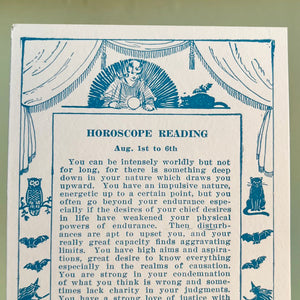 HOROSCOPE READING
Aug. 1st to 6th
You can be intensely worldly but not
for long, for there is something deep
down in your nature which draws you
upward. You have an impulsive nature,
energetic up to a certain point, but you
often go beyond your endurance espe-
cially if the desires of your chief desires
in life have weakened your physical
powers of endurance. Then disturb-
ances are apt to upset you, and your
really great capacity finds aggravating
limits. You have high aims and aspira-
tions, great desire to know everything
especially in the realms of causation.
You are strong in your condemnation
of what you think is wrong and some-
times lack charity in your judgments.
You have a strong love of justice with